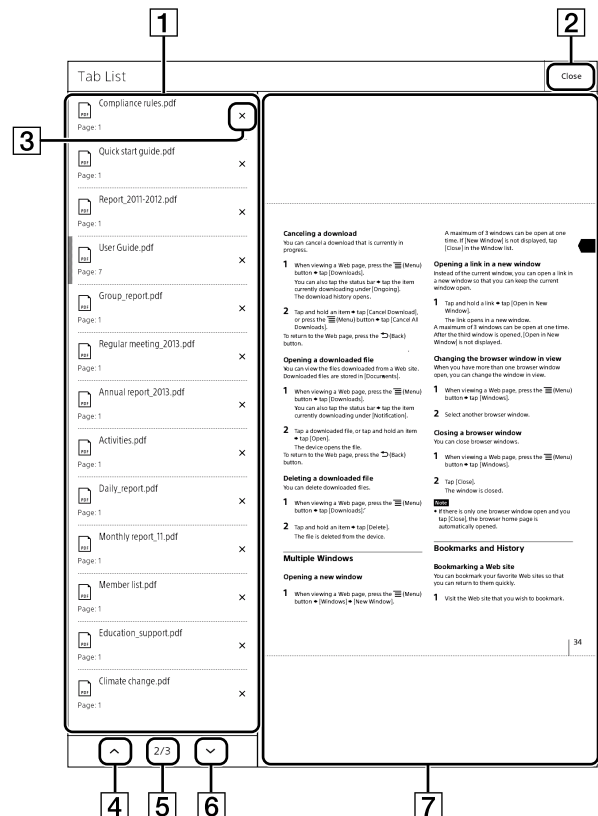 1
2
Tab List
Close
3
Compliance rules.pdf
PDF
Page: 1
×
Quick start guide.pdf
PDF
Page: 1
×
Report_2011-2012.pdf
PDF
Page: 1
×
User Guide.pdf
PDF
Page: 7
×
Group_report.pdf
PDF
Page: 1
×
Regular meeting_2013.pdf
PDF
Page: 1
×
Annual report_2013.pdf
PDF
Page: 1
×
Activities.pdf
PDF
Page: 1
×
Daily_report.pdf
PDF
Page: 1
×
Monthly report_11.pdf
PDF
Page: 1
×
Member list.pdf
PDF
Page: 1
×
Education_support.pdf
PDF
Page: 1
×
Climate change.pdf
PDF
Page: 1
×
2/3
4
5
6
Canceling a download
You can cancel a download that is currently in
progress.
1 When viewing a Web page, press the (Menu)
button ➜ tap [Downloads].
You can also tap the status bar ➜ tap the item
currently downloading under [Ongoing].
The download history opens.
2 Tap and hold an item ➜ tap [Cancel Download],
or press the (Menu) button ➜ tap [Cancel All
Downloads].
To return to the Web page, press the (Back)
button.
Opening a downloaded file
You can view the files downloaded from a Web site.
Downloaded files are stored in [Documents].
1 When viewing a Web page, press the (Menu)
button ➜ tap [Downloads].
You can also tap the status bar ➜ tap the item
currently downloading under [Notification].
2 Tap a downloaded file, or tap and hold an item
➜ tap [Open].
The device opens the file.
To return to the Web page, press the (Back)
button.
Deleting a downloaded file
You can delete downloaded files.
1 When viewing a Web page, press the (Menu)
button ➜ tap [Downloads].
2 Tap and hold an item ➜ tap [Delete].
The file is deleted from the device.
Multiple Windows
Opening a new window
1 When viewing a Web page, press the (Menu)
button ➜ [Windows] ➜ [New Window].
A maximum of 3 windows can be open at one
time. If [New Window] is not displayed, tap
[Close] in the Window list.
Opening a link in a new window
Instead of the current window, you can open a link in
a new window so that you can keep the current
window open.
1 Tap and hold a link ➜ tap [Open in New
Window].
The link opens in a new window.
A maximum of 3 windows can be open at one time.
After the third window is opened, [Open in New
Window] is not displayed.
Changing the browser window in view
When you have more than one browser window
open, you can change the window in view.
1 When viewing a Web page, press the (Menu)
button ➜ tap [Windows].
2 Select another browser window.
Closing a browser window
You can close browser windows.
1 When viewing a Web page, press the (Menu)
button ➜ tap [Windows].
2 Tap [Close].
The window is closed.
Note
• If there is only one browser window open and you
tap [Close], the browser home page is
automatically opened.
Bookmarks and History
Bookmarking a Web site
You can bookmark your favorite Web sites so that
you can return to them quickly.
1 Visit the Web site that you wish to bookmark.
34
7